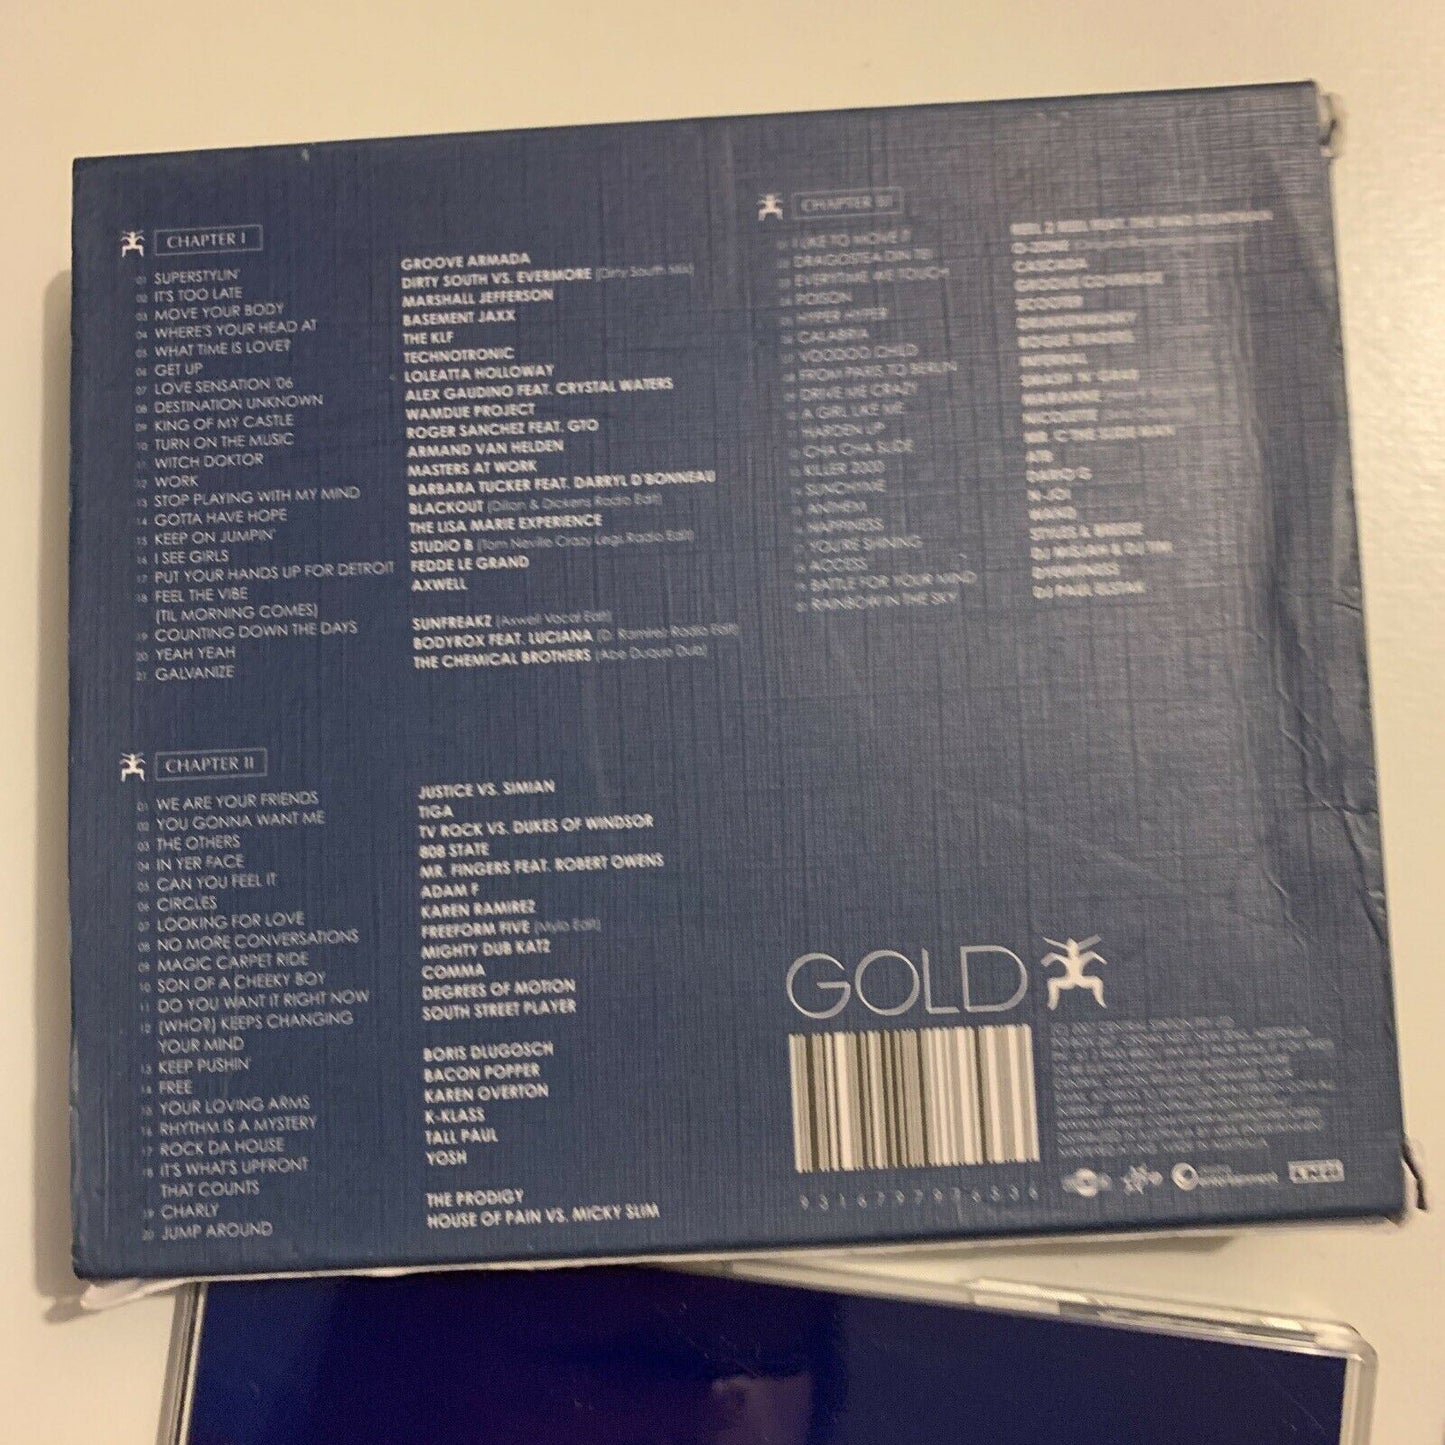 CHAPTER I
01 SUPERSTYLIN' GROOVE ARMADA
02 IT'S TOO LATE DIRTY SOUTH VS. EVERMORE (Dirty South Mix)
03 MOVE YOUR BODY MARSHALL JEFFERSON
04 WHERE'S YOUR HEAD AT BASEMENT JAXX
05 WHAT TIME IS LOVE? THE KLF
06 GET UP TECHNOTRONIC
07 LOVE SENSATION '06 LOLEATTA HOLLOWAY
08 DESTINATION UNKNOWN ALEX GAUDINO FEAT. CRYSTAL WATERS
09 KING OF MY CASTLE WAMDUE PROJECT
10 TURN ON THE MUSIC ROGER SANCHEZ FEAT. GTO
11 WITCH DOKTOR ARMAND VAN HELDEN
12 WORK MASTERS AT WORK
13 STOP PLAYING WITH MY MIND BARBARA TUCKER FEAT. DARRYL D'BONNEAU
14 GOTTA HAVE HOPE BLACKOUT (Dillon & Dickens Radio Edit)
15 KEEP ON JUMPIN' THE LISA MARIE EXPERIENCE
16 I SEE GIRLS STUDIO B (Tom Neville Crazy Legs Radio Edit)
17 PUT YOUR HANDS UP FOR DETROIT FEDDE LE GRAND
18 FEEL THE VIBE AXWELL
(TIL MORNING COMES)
19 COUNTING DOWN THE DAYS SUNFREAKZ (Axwell Vocal Edit)
20 YEAH YEAH BODYROX FEAT. LUCIANA (D. Ramirez Radio Edit)
21 GALVANIZE THE CHEMICAL BROTHERS (Abe Duque Dub)
CHAPTER II
01 WE ARE YOUR FRIENDS JUSTICE VS. SIMIAN
02 YOU GONNA WANT ME TIGA
03 THE OTHERS TV ROCK VS. DUKES OF WINDSOR
04 IN YER FACE 808 STATE
05 CAN YOU FEEL IT MR. FINGERS FEAT. ROBERT OWENS
06 CIRCLES ADAM F
07 LOOKING FOR LOVE KAREN RAMIREZ
08 NO MORE CONVERSATIONS FREEFORM FIVE (Mylo Edit)
09 MAGIC CARPET RIDE MIGHTY DUB KATZ
10 SON OF A CHEEKY BOY COMMA
11 DO YOU WANT IT RIGHT NOW DEGREES OF MOTION
12 (WHO?) KEEPS CHANGING SOUTH STREET PLAYER
YOUR MIND
13 KEEP PUSHIN' BORIS DLUGOSCH
14 FREE BACON POPPER
15 YOUR LOVING ARMS KAREN OVERTON
16 RHYTHM IS A MYSTERY K-KLASS
17 ROCK DA HOUSE TALL PAUL
18 IT'S WHAT'S UPFRONT YOSH
THAT COUNTS
19 CHARLY THE PRODIGY
20 JUMP AROUND HOUSE OF PAIN VS. MICKY SLIM
CHAPTER III
I LIKE TO MOVE IT REEL 2 REAL FEAT. THE MAD STUNTMAN
DRAGOSTEA DIN TEI O-ZONE
EVERYTIME WE TOUCH CASCADA
POISON GROOVE COVERAGE
HYPER HYPER SCOOTER
CALABRIA
VOODOO CHILD ROGUE TRADERS
FROM PARIS TO BERLIN INFERNAL
DRIVE ME CRAZY SMASH 'N'
A GIRL LIKE ME MARIANNE
HARDEN UP NICOTITE
CHA CHA SLIDE MR. C THE SLIDE MAN
KILLER 2000 ATB
SUNCHYME DARIO G
ANTHEM N-JOI
HAPPINESS
YOU'RE SHINING STYLES & BREEZE
ACCESS DJ MISJAH & DJ TIM
BATTLE FOR YOUR MIND DYEWITNESS
RAINBOW IN THE SKY DJ PAUL ELSTAK
GOLD
9 316797 976536
entertainment